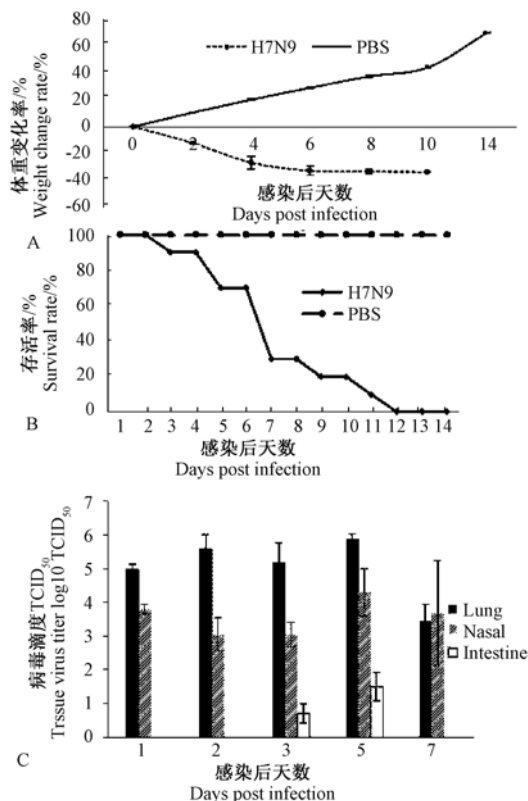 80
60
40
20
0
-20
-40
-60
体重变化率/%
Weight change rate/%
H7N9
PBS
0 2 4 6 8 10 14
感染后天数
Days post infection
A
100
80
60
40
20
0
存活率/%
Survival rate/%
H7N9
PBS
B
1 2 3 4 5 6 7 8 9 10 11 12 13 14
感染后天数
Days post infection
7
6
5
4
3
2
1
0
病毒滴度TCID50
Trssue virus titer log10 TCID50
Lung
Nasal
Intestine
1 2 3 5 7
C
感染后天数
Days post infection